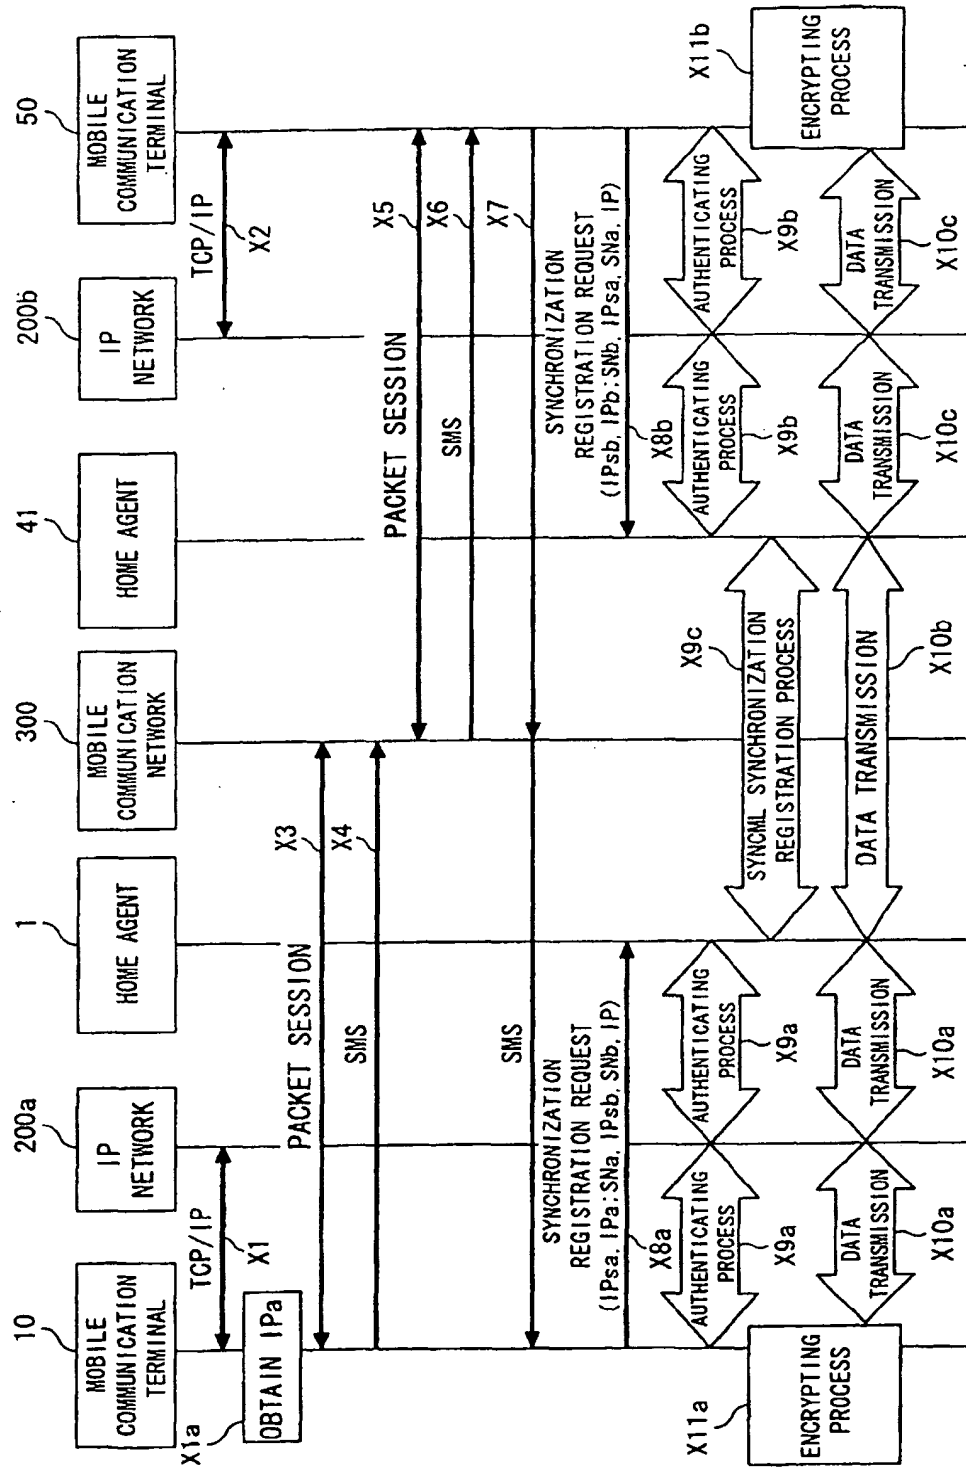 10
MOBILE
COMMUNICATION
TERMINAL
200a
IP
NETWORK
1
HOME AGENT
300
MOBILE
COMMUNICATION
NETWORK
41
HOME AGENT
200b
IP
NETWORK
50
MOBILE
COMMUNICATION
TERMINAL
TCP/IP
X1
TCP/IP
X2
X1a
OBTAIN IPa
PACKET SESSION
X3
SMS
X4
PACKET SESSION
X5
SMS
X6
SMS
X7
SYNCHRONIZATION
REGISTRATION REQUEST
(IPsa, IPa:SNa, IPsb, SNb, IP)
X8a
SYNCHRONIZATION
REGISTRATION REQUEST
(IPsb, IPb:SNb, IPsa, SNa, IP)
X8b
AUTHENTICATING
PROCESS
X9a
AUTHENTICATING
PROCESS
X9a
AUTHENTICATING
PROCESS
X9b
AUTHENTICATING
PROCESS
X9b
SYNCML SYNCHRONIZATION
REGISTRATION PROCESS
X9c
X11a
ENCRYPTING
PROCESS
DATA
TRANSMISSION
X10a
DATA
TRANSMISSION
X10a
DATA TRANSMISSION
X10b
DATA
TRANSMISSION
X10c
DATA
TRANSMISSION
X10c
X11b
ENCRYPTING
PROCESS